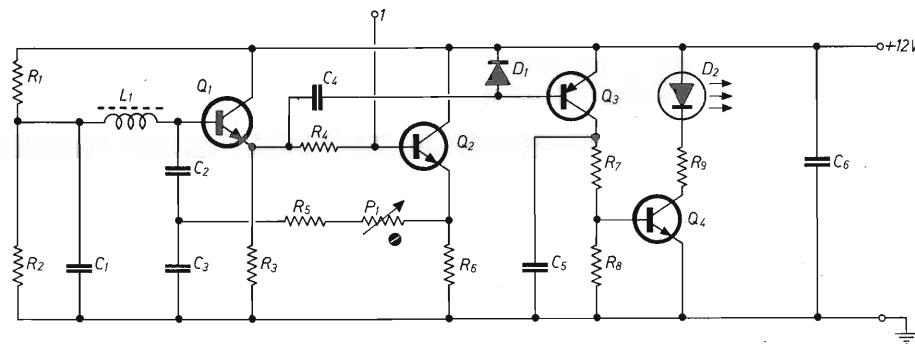 1
+12V
R1
L1
Q1
C4
D1
Q3
D2
R4
Q2
C2
R7
R9
C6
R5
P1
Q4
R2
C1
C3
R3
R6
C5
R8